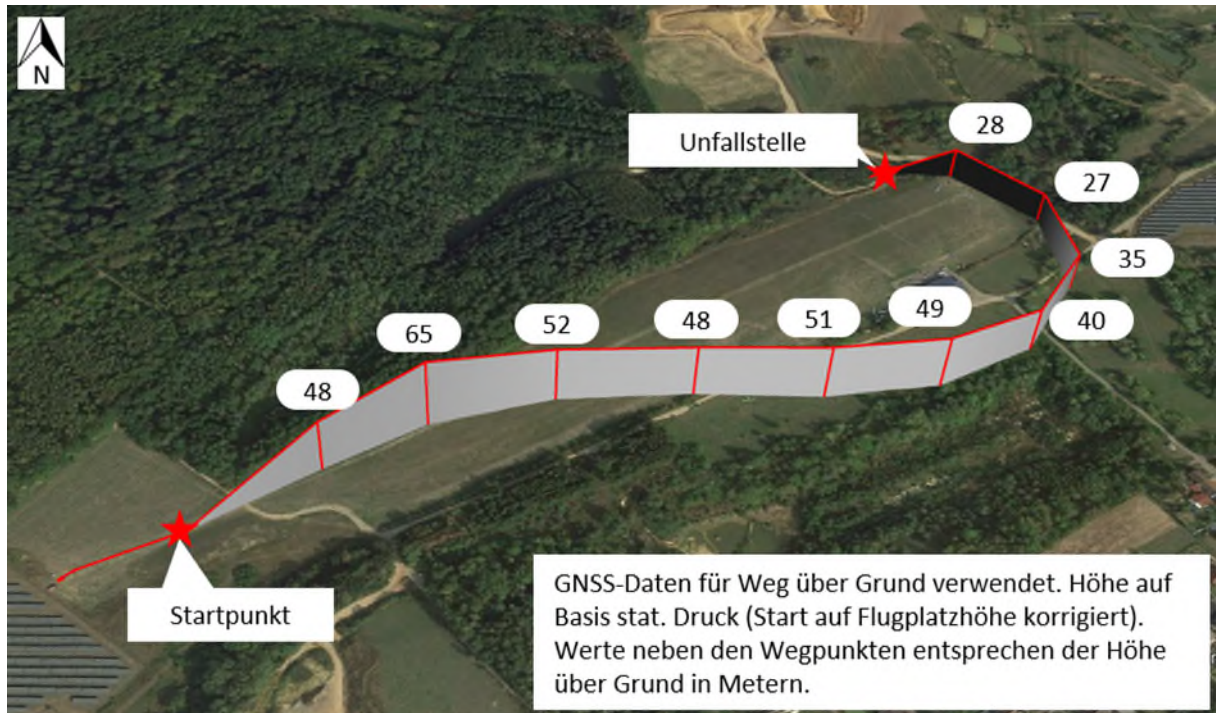 N
28
Unfallstelle
27
35
40
49
51
48
52
65
48
Startpunkt
GNSS-Daten für Weg über Grund verwendet. Höhe auf
Basis stat. Druck (Start auf Flugplatzhöhe korrigiert).
Werte neben den Wegpunkten entsprechen der Höhe
über Grund in Metern.